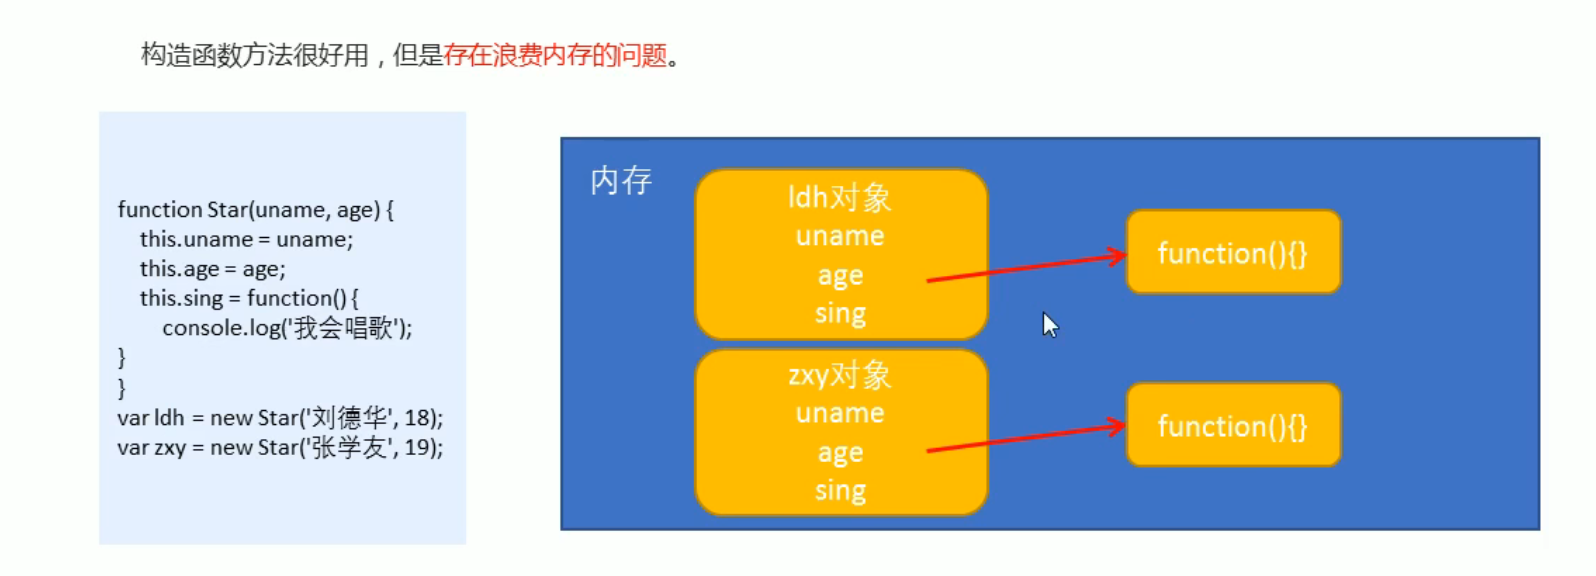 构造函数方法很好用，但是存在浪费内存的问题。
function Star(uname, age) {
this.uname = uname;
this.age = age;
this.sing = function() {
console.log('我会唱歌');
}
}
var ldh = new Star('刘德华', 18);
var zxy = new Star('张学友', 19);
内存
ldh对象
uname
age
sing
function(){}
zxy对象
uname
age
sing
function(){}